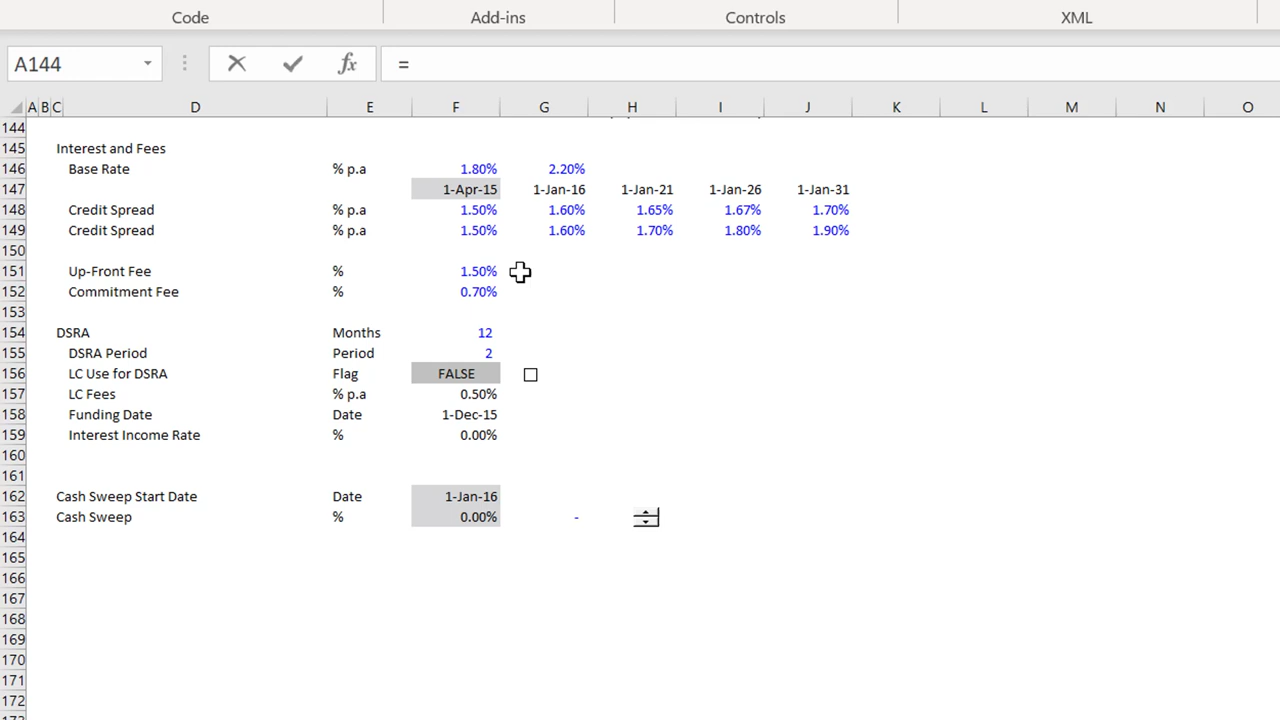 Code Add-ins Controls XML
A144 fx =
A B C D E F G H I J K L M N O
144
145 Interest and Fees
146 Base Rate % p.a 1.80% 2.20%
147 1-Apr-15 1-Jan-16 1-Jan-21 1-Jan-26 1-Jan-31
148 Credit Spread % p.a 1.50% 1.60% 1.65% 1.67% 1.70%
149 Credit Spread % p.a 1.50% 1.60% 1.70% 1.80% 1.90%
150
151 Up-Front Fee % 1.50%
152 Commitment Fee % 0.70%
153
154 DSRA Months 12
155 DSRA Period Period 2
156 LC Use for DSRA Flag FALSE
157 LC Fees % p.a 0.50%
158 Funding Date Date 1-Dec-15
159 Interest Income Rate % 0.00%
160
161
162 Cash Sweep Start Date Date 1-Jan-16
163 Cash Sweep % 0.00% -
164
165
166
167
168
169
170
171
172